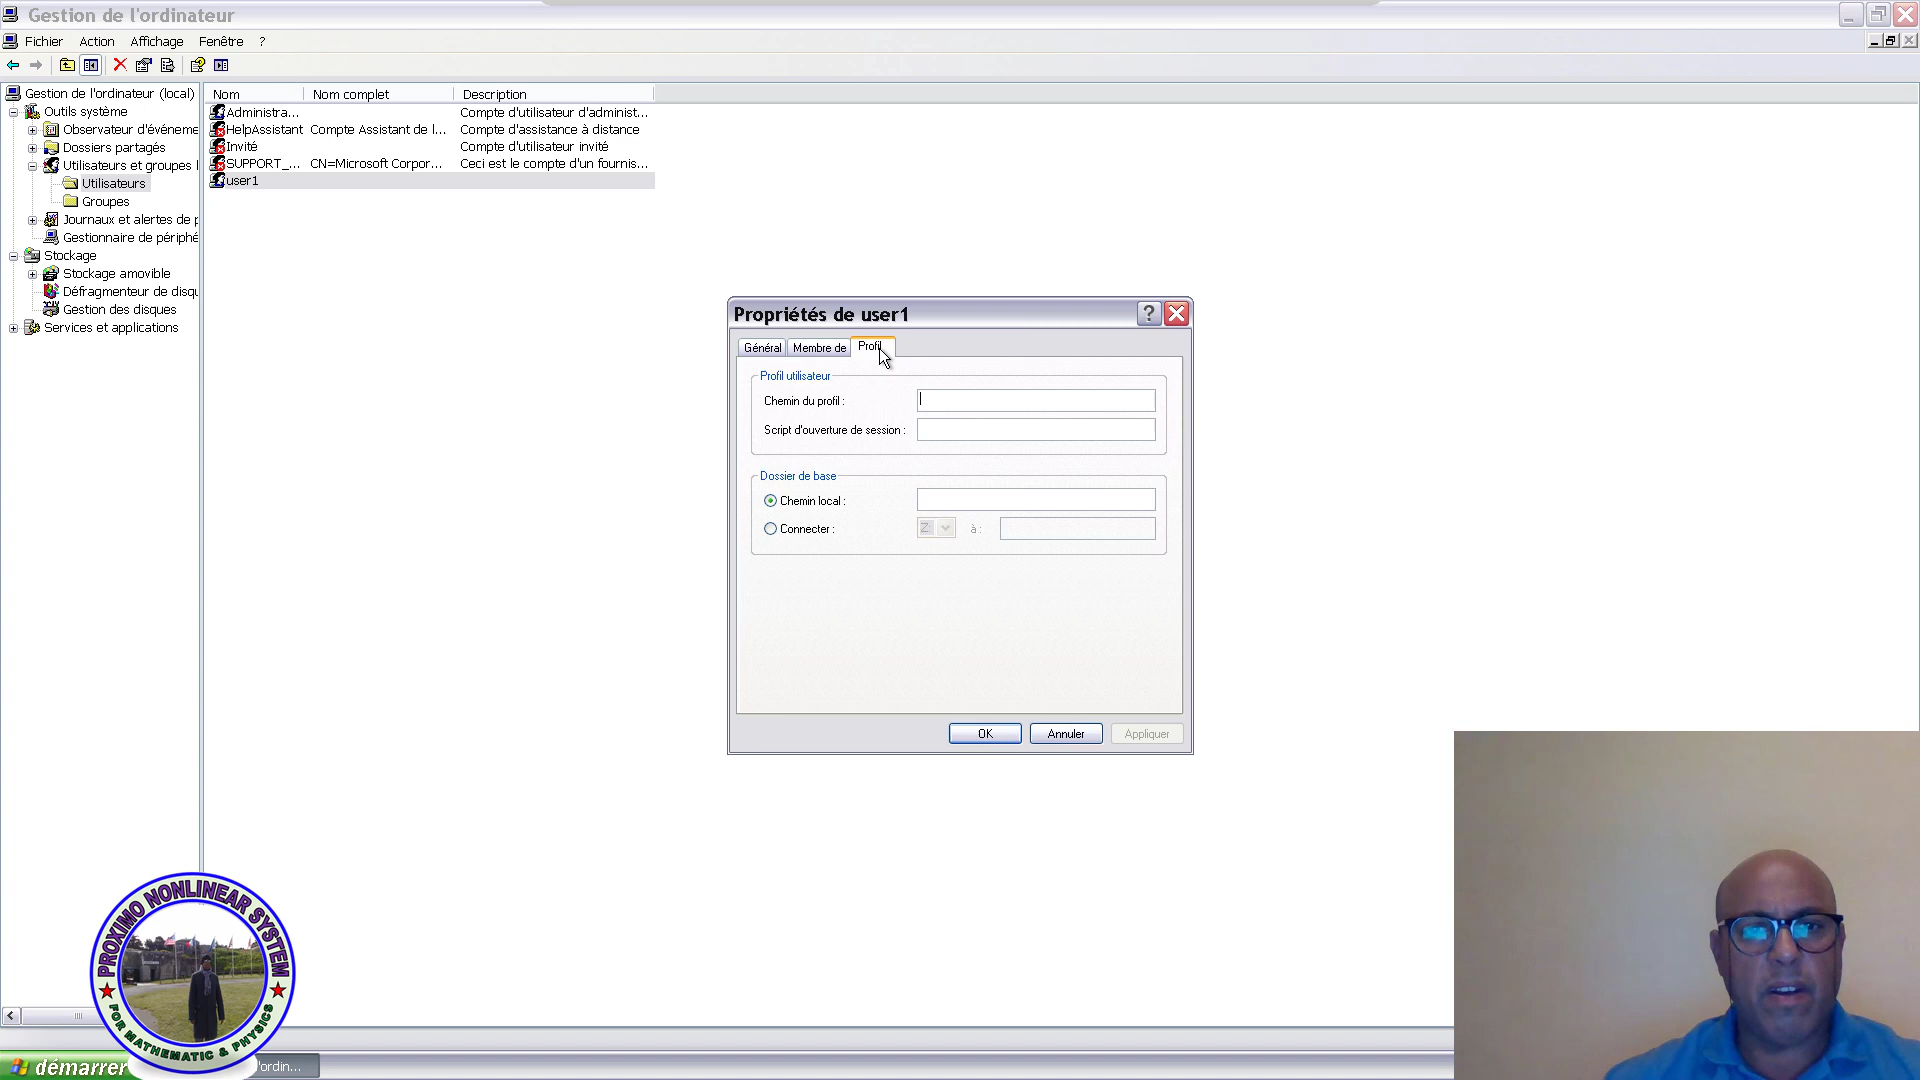 Gestion de l'ordinateur
Fichier Action Affichage Fenêtre ?
Gestion de l'ordinateur (local)
Outils système
Observateur d'événeme
Dossiers partagés
Utilisateurs et groupes l
Utilisateurs
Groupes
Journaux et alertes de p
Gestionnaire de périphé
Stockage
Stockage amovible
Défragmenteur de disqu
Gestion des disques
Services et applications
Nom Nom complet Description
Administra... Compte d'utilisateur d'administ...
HelpAssistant Compte Assistant de l... Compte d'assistance à distance
Invité Compte d'utilisateur invité
SUPPORT_... CN=Microsoft Corpor... Ceci est le compte d'un fournis...
user1
Propriétés de user1
Général Membre de Profil
Profil utilisateur
Chemin du profil :
Script d'ouverture de session :
Dossier de base
Chemin local :
Connecter : Z: à :
OK Annuler Appliquer
PROXIMO NONLINEAR SYSTEM
FOR MATHEMATIC & PHYSICS
démarrer
'ordin...